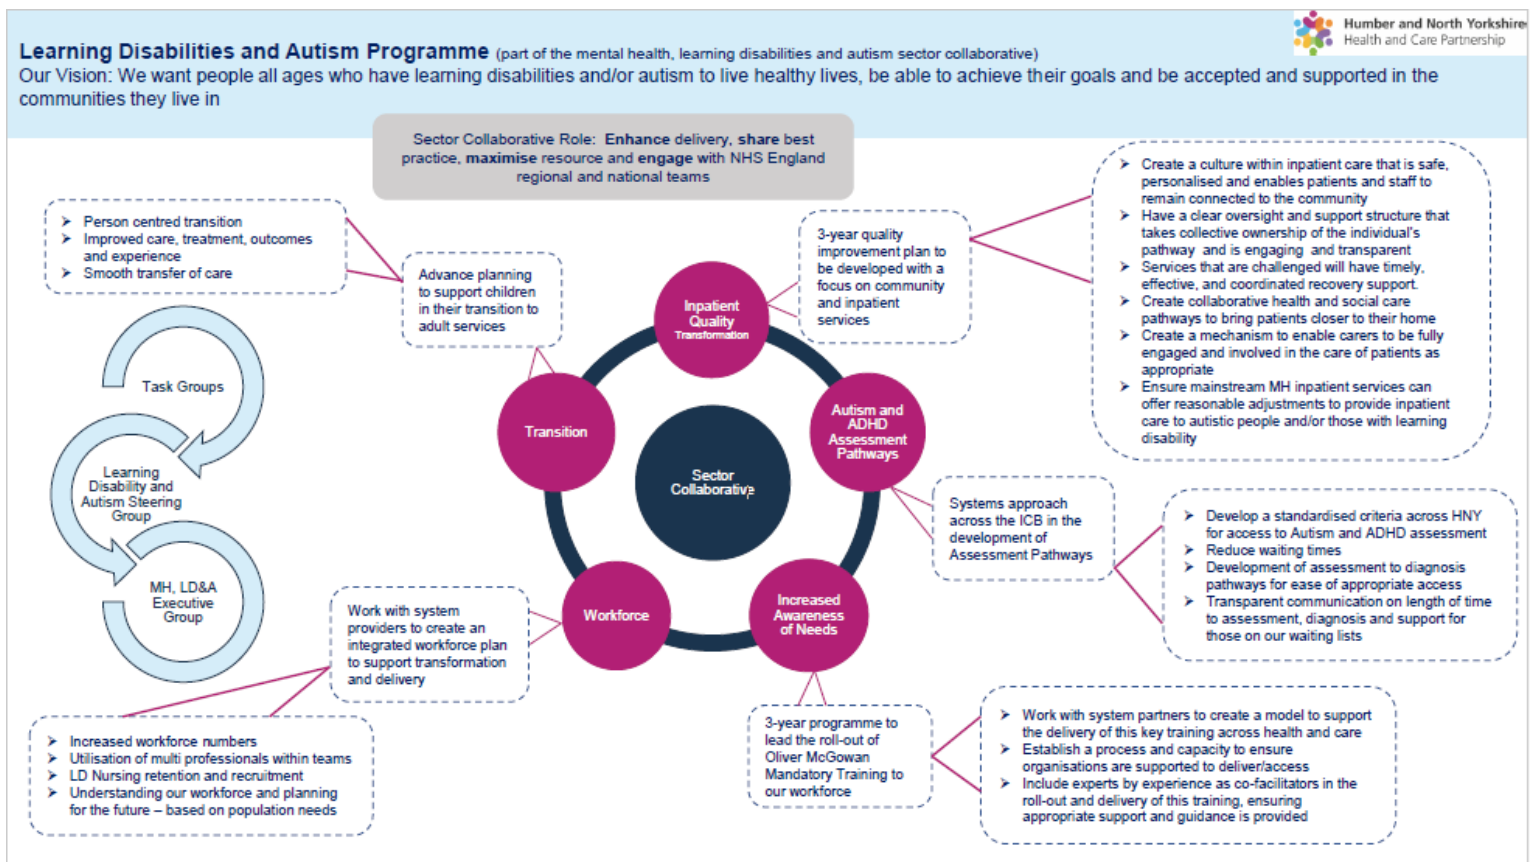 Humber and North Yorkshire
Health and Care Partnership
Learning Disabilities and Autism Programme (part of the mental health, learning disabilities and autism sector collaborative)
Our Vision: We want people all ages who have learning disabilities and/or autism to live healthy lives, be able to achieve their goals and be accepted and supported in the
communities they live in
Sector Collaborative Role: Enhance delivery, share best
practice, maximise resource and engage with NHS England
regional and national teams
➢ Person centred transition
➢ Improved care, treatment, outcomes
and experience
➢ Smooth transfer of care
Advance planning
to support children
in their transition to
adult services
3-year quality
improvement plan to
be developed with a
focus on community
and inpatient
services
➢ Create a culture within inpatient care that is safe,
personalised and enables patients and staff to
remain connected to the community
➢ Have a clear oversight and support structure that
takes collective ownership of the individual's
pathway and is engaging and transparent
➢ Services that are challenged will have timely,
effective, and coordinated recovery support.
➢ Create collaborative health and social care
pathways to bring patients closer to their home
➢ Create a mechanism to enable carers to be fully
engaged and involved in the care of patients as
appropriate
➢ Ensure mainstream MH inpatient services can
offer reasonable adjustments to provide inpatient
care to autistic people and/or those with learning
disability
Inpatient
Quality
Transformation
Task Groups
Transition
Autism and
ADHD
Assessment
Pathways
Learning
Disability and
Autism Steering
Group
Sector
Collaborative
Systems approach
across the ICB in the
development of
Assessment Pathways
➢ Develop a standardised criteria across HNY
for access to Autism and ADHD assessment
➢ Reduce waiting times
➢ Development of assessment to diagnosis
pathways for ease of appropriate access
➢ Transparent communication on length of time
to assessment, diagnosis and support for
those on our waiting lists
MH, LD&A
Executive
Group
Work with system
providers to create an
integrated workforce plan
to support transformation
and delivery
Workforce
Increased
Awareness
of Needs
➢ Increased workforce numbers
➢ Utilisation of multi professionals within teams
➢ LD Nursing retention and recruitment
➢ Understanding our workforce and planning
for the future – based on population needs
3-year programme to
lead the roll-out of
Oliver McGowan
Mandatory Training to
our workforce
➢ Work with system partners to create a model to support
the delivery of this key training across health and care
➢ Establish a process and capacity to ensure
organisations are supported to deliver/access
➢ Include experts by experience as co-facilitators in the
roll-out and delivery of this training, ensuring
appropriate support and guidance is provided